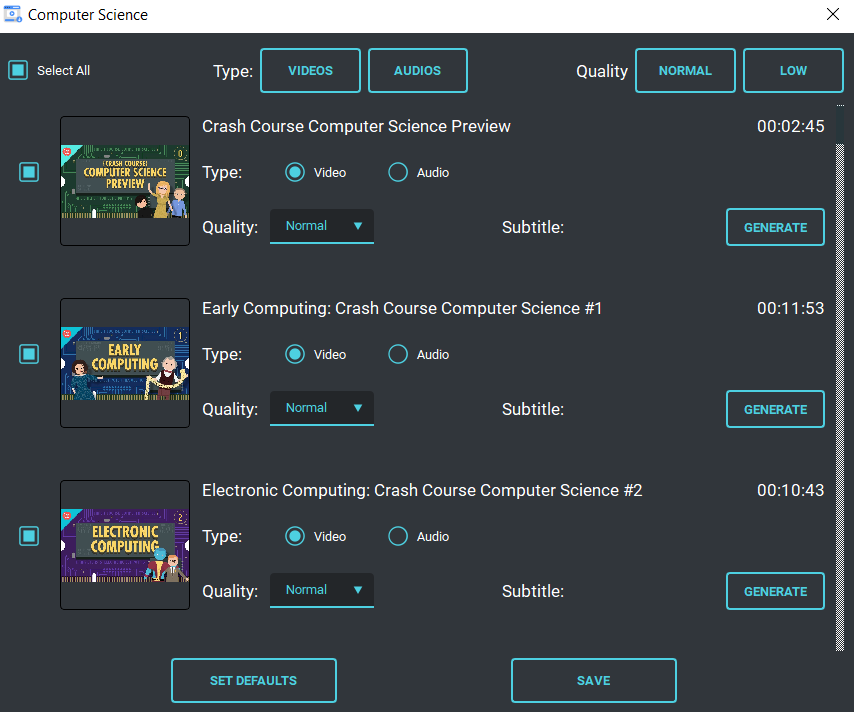 Computer Science
Select All
Type: VIDEOS AUDIOS Quality NORMAL LOW
Crash Course Computer Science Preview 00:02:45
0
(CRASH COURSE)
COMPUTER SCIENCE
PREVIEW
Type: Video Audio
Quality: Normal Subtitle: GENERATE
Early Computing: Crash Course Computer Science #1 00:11:53
1
EARLY
COMPUTING
Type: Video Audio
Quality: Normal Subtitle: GENERATE
Electronic Computing: Crash Course Computer Science #2 00:10:43
2
ELECTRONIC
COMPUTING
Type: Video Audio
Quality: Normal Subtitle: GENERATE
SET DEFAULTS SAVE